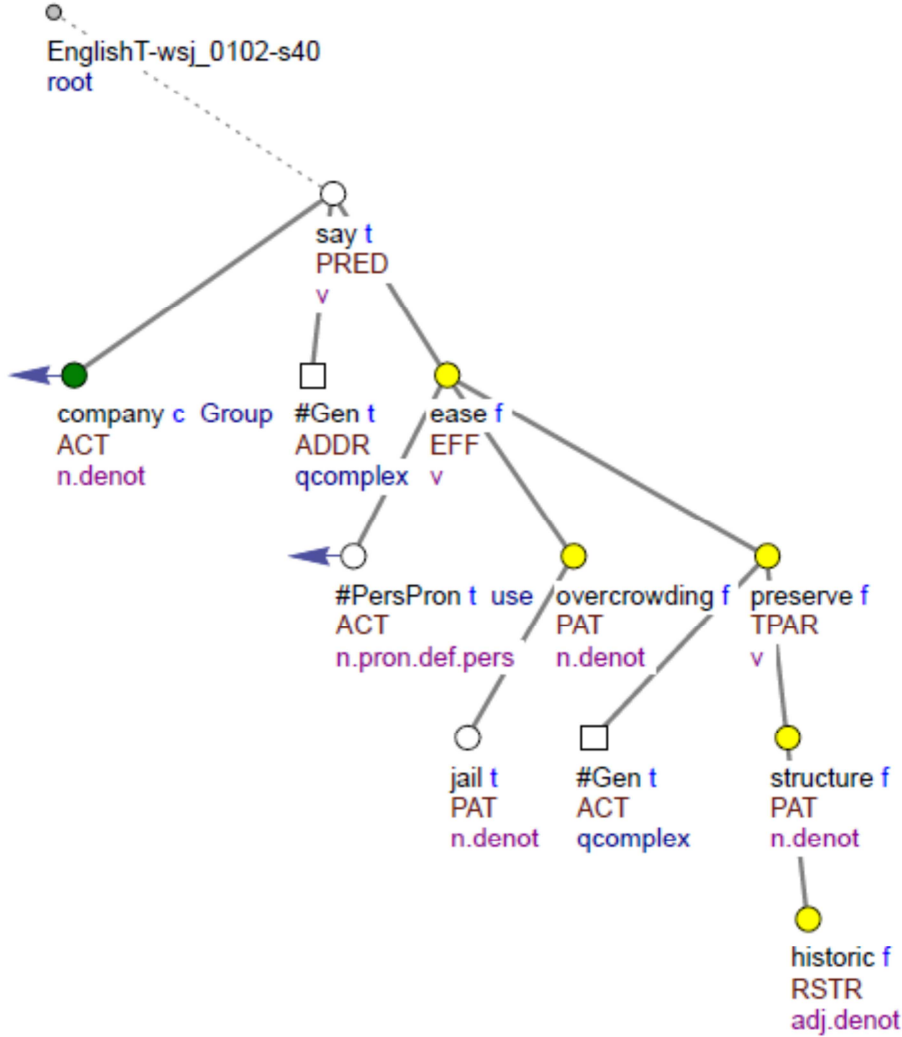 EnglishT-wsj_0102-s40
root
say t
PRED
v
company c Group
ACT
n.denot
#Gen t
ADDR
qcomplex
ease f
EFF
v
#PersPron t use
ACT
n.pron.def.pers
overcrowding f
PAT
n.denot
preserve f
TPAR
v
jail t
PAT
n.denot
#Gen t
ACT
qcomplex
structure f
PAT
n.denot
historic f
RSTR
adj.denot